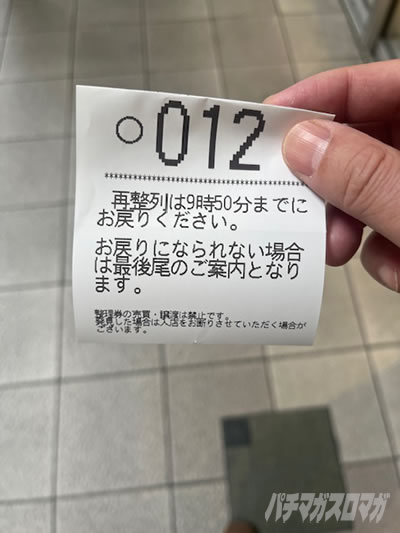 ○012
********************************
再整列は9時50分までに
お戻りください。
お戻りになられない場合
は最後尾のご案内となり
ます。
整理券の売買・譲渡は禁止です。
発見した場合は入店をお断りさせていただく場合が
ございます。
パチマガスロマガ